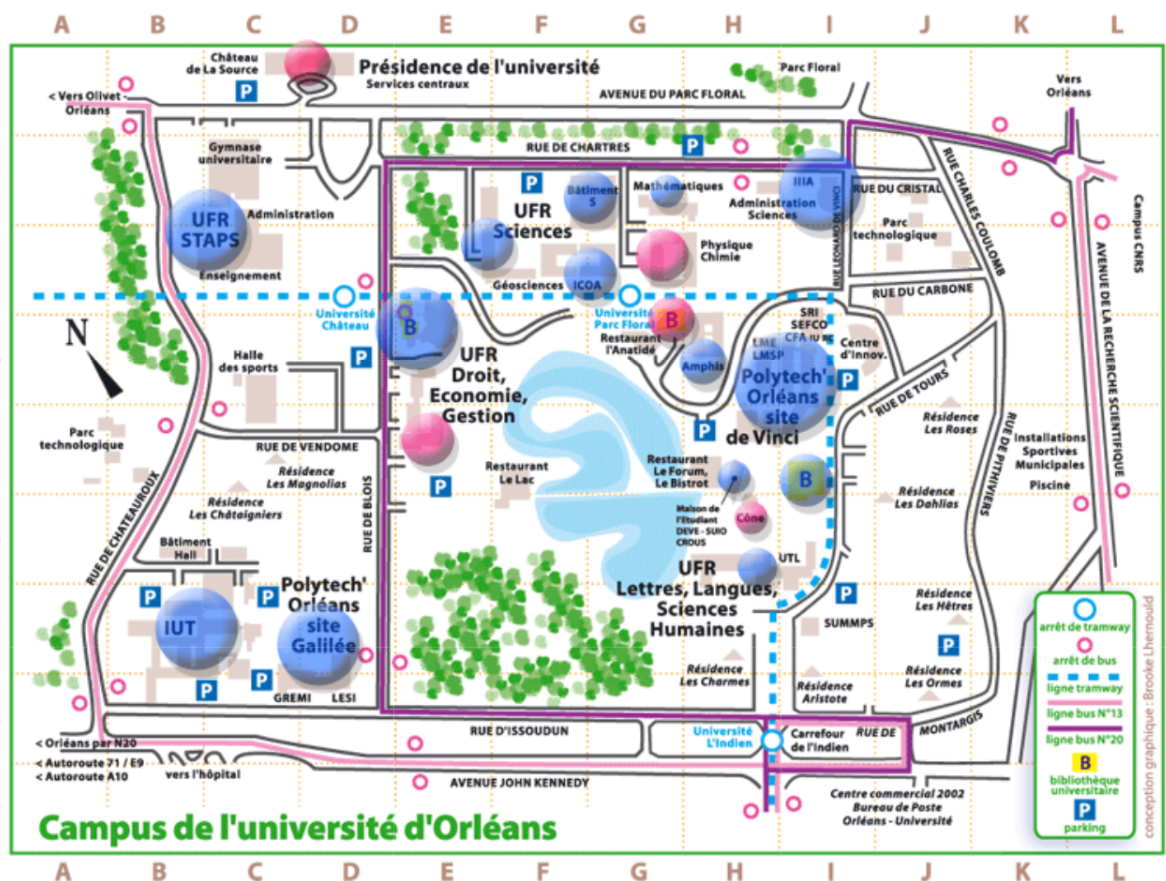 A B C D E F G H I J K L
Château
de La Source
P
Présidence de l'université
Services centraux
Parc Floral
< Vers Olivet -
Orléans
AVENUE DU PARC FLORAL
Vers
Orléans
Gymnase
universitaire
RUE DE CHARTRES
P
UFR
STAPS
Administration
Enseignement
P
UFR
Sciences
Bâtiment
S
Mathématiques
Administration
Sciences
IIIA
RUE LEONARD DE VINCI
RUE DU CRISTAL
RUE CHARLES COULOMB
Parc
technologique
Campus CNRS
Physique
Chimie
Géosciences
ICOA
RUE DU CARBONE
AVENUE DE LA RECHERCHE SCIENTIFIQUE
N
Université
Château
B
Université
Parc Floral
B
Restaurant
l'Anatidé
Amphis
SRI
SEFCO
CFA IU
LME
LMSP
Centre
d'Innov.
P
Halle
des sports
P
UFR
Droit,
Economie,
Gestion
Polytech'
Orléans
site
de Vinci
RUE DE TOURS
P
Parc
technologique
RUE DE VENDOME
Résidence
Les Magnolias
Résidence
Les Châtaigniers
RUE DE CHATEAUROUX
RUE DE BLOIS
P
Restaurant
Le Lac
Restaurant
Le Forum,
Le Bistrot
B
Maison de
l'Etudiant
DEVE - SUIO
CROUS
Cône
Résidence
Les Roses
RUE DE PITHIVIERS
Installations
Sportives
Municipales
Piscine
Résidence
Les Dahlias
Bâtiment
Hall
P
P
IUT
Polytech'
Orléans
site
Galilée
P
P
GREMI
LESI
UTL
UFR
Lettres, Langues,
Sciences
Humaines
P
SUMMPS
Résidence
Les Hêtres
P
Résidence
Les Charmes
Résidence
Aristote
Résidence
Les Ormes
RUE D'ISSOUDUN
Université
L'Indien
Carrefour
de l'Indien
RUE DE
MONTARGIS
< Orléans par N20
< Autoroute 71 / E9
< Autoroute A10
vers l'hôpital
AVENUE JOHN KENNEDY
Centre commercial 2002
Bureau de Poste
Orléans - Université
arrêt de tramway
arrêt de bus
ligne tramway
ligne bus N°13
ligne bus N°20
B
bibliothèque
universitaire
P
parking
conception graphique : Brooke Lhernould
Campus de l'université d'Orléans
A B C D E F G H I J K L